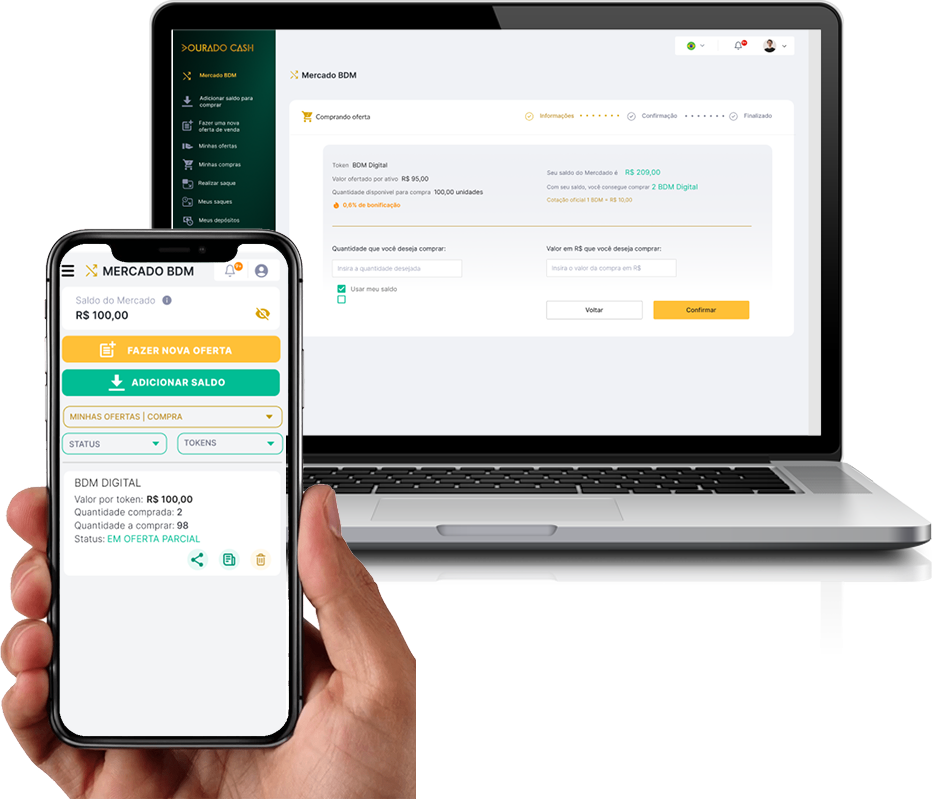 DOURADO CASH
Mercado BDM
Adicionar saldo para
comprar
Fazer uma nova
oferta de venda
Minhas ofertas
Minhas compras
Realizar saque
Meus saques
Meus depósitos
Mercado BDM
Comprando oferta
Informações
Confirmação
Finalizado
Token BDM Digital
Valor ofertado por ativo R$ 95,00
Quantidade disponível para compra 100,00 unidades
0,6% de bonificação
Seu saldo do Mercdado é R$ 209,00
Com seu saldo, você consegue comprar 2 BDM Digital
Cotação oficial 1 BDM = R$ 10,00
Quantidade que você deseja comprar:
Insira a quantidade desejada
Usar meu saldo
Valor em R$ que você deseja comprar:
Insira o valor da compra em R$
Voltar
Confirmar
MERCADO BDM
9+
Saldo do Mercado
R$ 100,00
FAZER NOVA OFERTA
ADICIONAR SALDO
MINHAS OFERTAS | COMPRA
STATUS
TOKENS
BDM DIGITAL
Valor por token: R$ 100,00
Quantidade comprada: 2
Quantidade a comprar: 98
Status: EM OFERTA PARCIAL